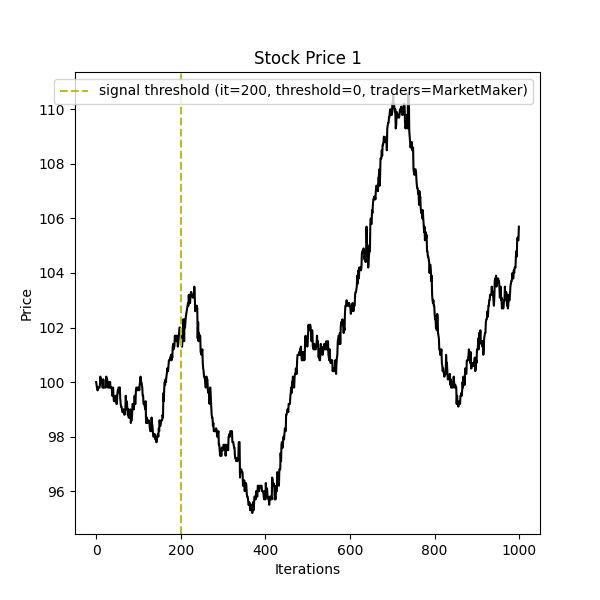 Stock Price 1
signal threshold (it=200, threshold=0, traders=MarketMaker)
110
108
106
104
102
100
98
96
Price
0 200 400 600 800 1000
Iterations